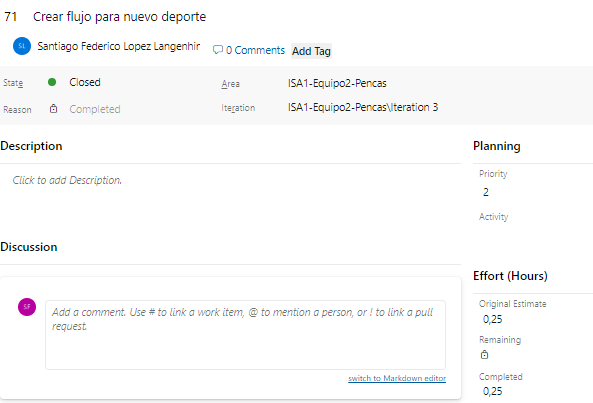 71 Crear flujo para nuevo deporte
SL Santiago Federico Lopez Langenhin 0 Comments Add Tag
State Closed Area ISA1-Equipo2-Pencas
Reason Completed Iteration ISA1-Equipo2-Pencas\Iteration 3
Description
Click to add Description.
Planning
Priority
2
Activity
Discussion
SF
Add a comment. Use # to link a work item, @ to mention a person, or ! to link a pull
request.
switch to Markdown editor
Effort (Hours)
Original Estimate
0,25
Remaining
Completed
0,25